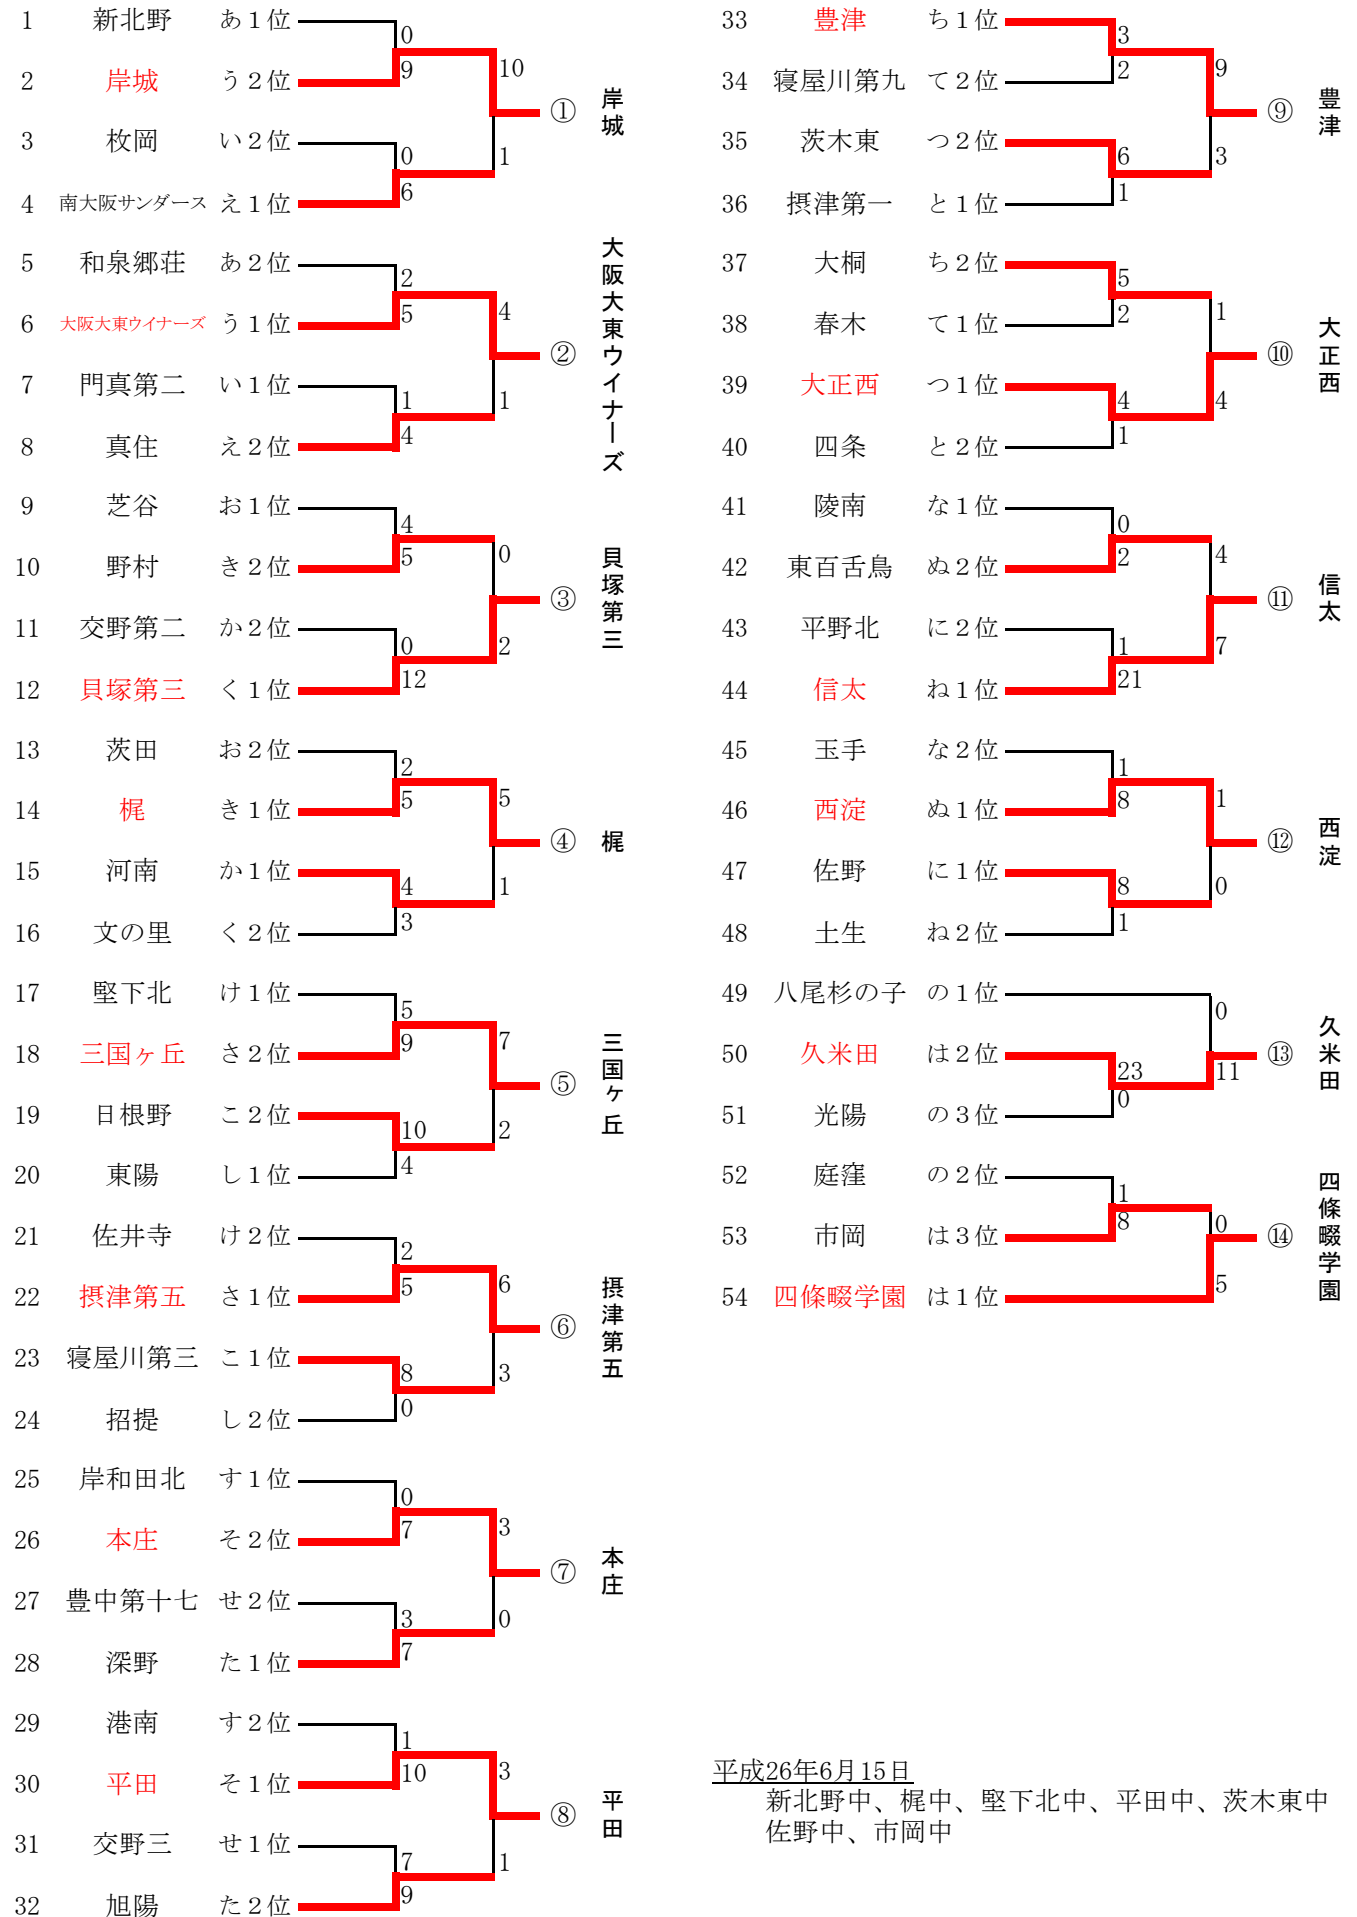 1 新北野 あ１位
0
9
10
2 岸城 う２位
① 岸城
3 枚岡 い２位
0
6
1
4 南大阪サンダース え１位
5 和泉郷荘 あ２位
2
5
4
6 大阪大東ウイナーズ う１位
② 大阪大東ウイナーズ
7 門真第二 い１位
1
4
1
8 真住 え２位
9 芝谷 お１位
4
5
0
10 野村 き２位
③ 貝塚第三
11 交野第二 か２位
0
12
2
12 貝塚第三 く１位
13 茨田 お２位
2
5
5
14 梶 き１位
④ 梶
15 河南 か１位
4
3
1
16 文の里 く２位
17 堅下北 け１位
5
9
7
18 三国ヶ丘 さ２位
⑤ 三国ヶ丘
19 日根野 こ２位
10
4
2
20 東陽 し１位
21 佐井寺 け２位
2
5
6
22 摂津第五 さ１位
⑥ 摂津第五
23 寝屋川第三 こ１位
8
0
3
24 招提 し２位
25 岸和田北 す１位
0
7
3
26 本庄 そ２位
⑦ 本庄
27 豊中第十七 せ２位
3
7
0
28 深野 た１位
29 港南 す２位
1
10
3
30 平田 そ１位
⑧ 平田
31 交野三 せ１位
7
9
1
32 旭陽 た２位
33 豊津 ち１位
3
2
9
34 寝屋川第九 て２位
⑨ 豊津
35 茨木東 つ２位
6
1
3
36 摂津第一 と１位
37 大桐 ち２位
5
2
1
38 春木 て１位
⑩ 大正西
39 大正西 つ１位
4
1
4
40 四条 と２位
41 陵南 な１位
0
2
4
42 東百舌鳥 ぬ２位
⑪ 信太
43 平野北 に２位
1
21
7
44 信太 ね１位
45 玉手 な２位
1
8
1
46 西淀 ぬ１位
⑫ 西淀
47 佐野 に１位
8
1
0
48 土生 ね２位
49 八尾杉の子 の１位
0
50 久米田 は２位
⑬ 久米田
23
0
11
51 光陽 の３位
52 庭窪 の２位
1
8
0
53 市岡 は３位
⑭ 四條畷学園
5
54 四條畷学園 は１位
平成26年6月15日
新北野中、梶中、堅下北中、平田中、茨木東中
佐野中、市岡中